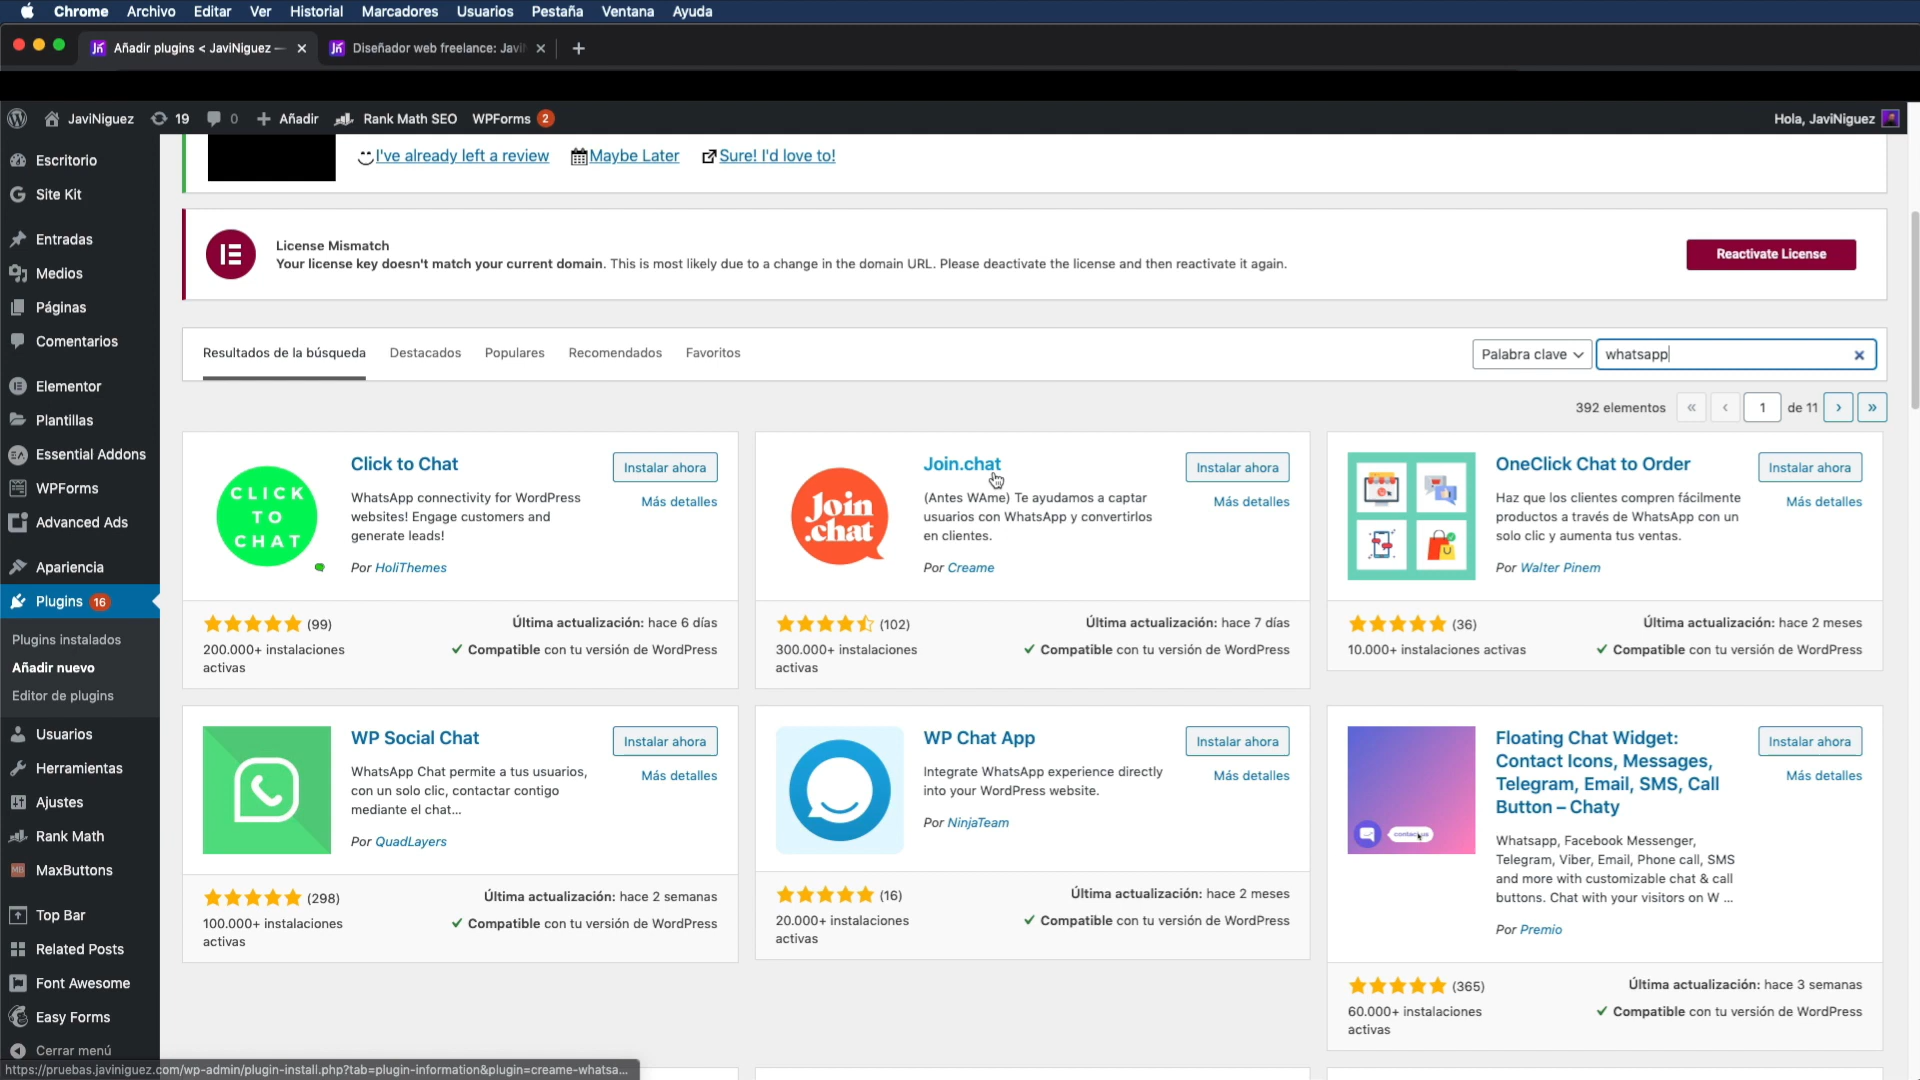 Chrome Archivo Editar Ver Historial Marcadores Usuarios Pestaña Ventana Ayuda
Añadir plugins < JaviNiguez —
Diseñador web freelance: Javi
JaviNiguez 19 0 Añadir Rank Math SEO WPForms 2
Hola, JaviNiguez
I've already left a review
Maybe Later
Sure! I'd love to!
License Mismatch
Your license key doesn't match your current domain. This is most likely due to a change in the domain URL. Please deactivate the license and then reactivate it again.
Reactivate License
Escritorio
Site Kit
Entradas
Medios
Páginas
Comentarios
Elementor
Plantillas
Essential Addons
WPForms
Advanced Ads
Apariencia
Plugins 16
Plugins instalados
Añadir nuevo
Editor de plugins
Usuarios
Herramientas
Ajustes
Rank Math
MaxButtons
Top Bar
Related Posts
Font Awesome
Easy Forms
Cerrar menú
Resultados de la búsqueda Destacados Populares Recomendados Favoritos
Palabra clave
whatsapp
392 elementos « ‹ 1 de 11 › »
CLICK
TO
CHAT
Click to Chat
Instalar ahora
Más detalles
WhatsApp connectivity for WordPress
websites! Engage customers and
generate leads!
Por HoliThemes
(99)
200.000+ instalaciones
activas
Última actualización: hace 6 días
Compatible con tu versión de WordPress
Join
.chat
Join.chat
Instalar ahora
Más detalles
(Antes WAme) Te ayudamos a captar
usuarios con WhatsApp y convertirlos
en clientes.
Por Creame
(102)
300.000+ instalaciones
activas
Última actualización: hace 7 días
Compatible con tu versión de WordPress
OneClick Chat to Order
Instalar ahora
Más detalles
Haz que los clientes compren fácilmente
productos a través de WhatsApp con un
solo clic y aumenta tus ventas.
Por Walter Pinem
(36)
10.000+ instalaciones activas
Última actualización: hace 2 meses
Compatible con tu versión de WordPress
WP Social Chat
Instalar ahora
Más detalles
WhatsApp Chat permite a tus usuarios,
con un solo clic, contactar contigo
mediante el chat...
Por QuadLayers
(298)
100.000+ instalaciones
activas
Última actualización: hace 2 semanas
Compatible con tu versión de WordPress
WP Chat App
Instalar ahora
Más detalles
Integrate WhatsApp experience directly
into your WordPress website.
Por NinjaTeam
(16)
20.000+ instalaciones
activas
Última actualización: hace 2 meses
Compatible con tu versión de WordPress
contact us
Floating Chat Widget:
Contact Icons, Messages,
Telegram, Email, SMS, Call
Button – Chaty
Instalar ahora
Más detalles
Whatsapp, Facebook Messenger,
Telegram, Viber, Email, Phone call, SMS
and more with customizable chat & call
buttons. Chat with your visitors on W ...
Por Premio
(365)
60.000+ instalaciones
activas
Última actualización: hace 3 semanas
Compatible con tu versión de WordPress
https://pruebas.javiniguez.com/wp-admin/plugin-install.php?tab=plugin-information&plugin=creame-whatsa...